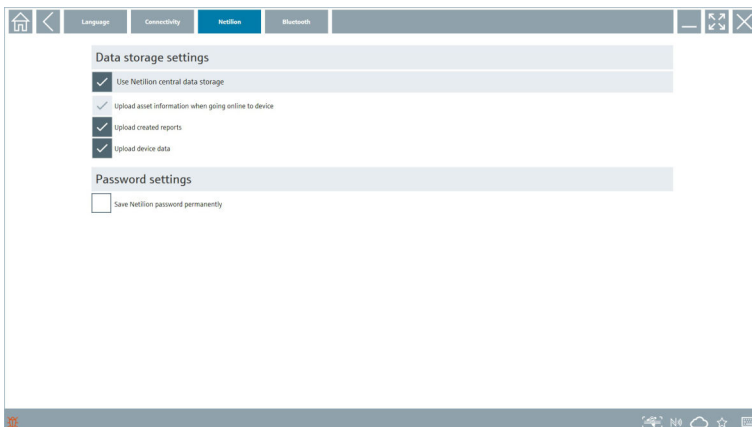 Language
Connectivity
Netilion
Bluetooth
Data storage settings
Use Netilion central data storage
Upload asset information when going online to device
Upload created reports
Upload device data
Password settings
Save Netilion password permanently